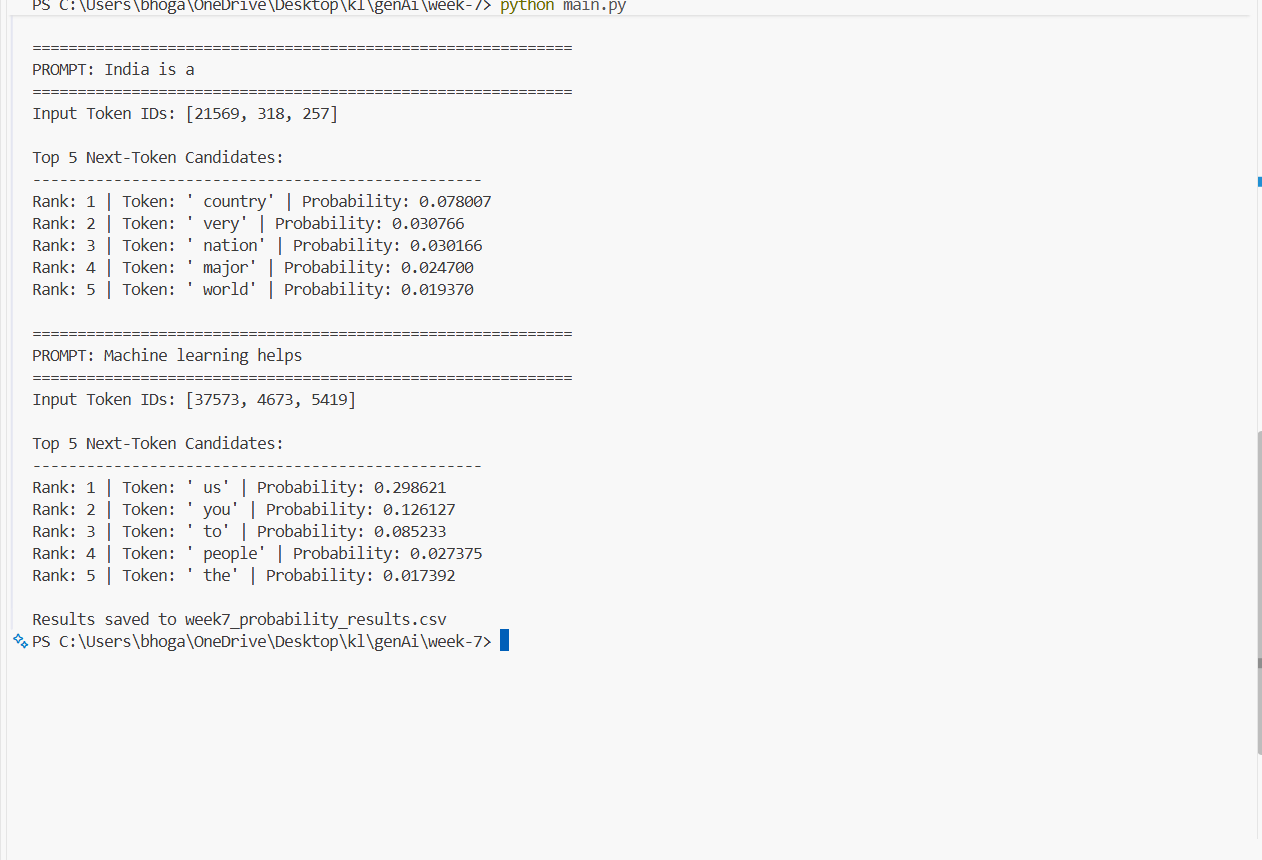 PS C:\Users\bhoga\OneDrive\Desktop\kl\genAi\week-7> python main.py
============================================================
PROMPT: India is a
============================================================
Input Token IDs: [21569, 318, 257]
Top 5 Next-Token Candidates:
--------------------------------------------------
Rank: 1 | Token: ' country' | Probability: 0.078007
Rank: 2 | Token: ' very' | Probability: 0.030766
Rank: 3 | Token: ' nation' | Probability: 0.030166
Rank: 4 | Token: ' major' | Probability: 0.024700
Rank: 5 | Token: ' world' | Probability: 0.019370
============================================================
PROMPT: Machine learning helps
============================================================
Input Token IDs: [37573, 4673, 5419]
Top 5 Next-Token Candidates:
--------------------------------------------------
Rank: 1 | Token: ' us' | Probability: 0.298621
Rank: 2 | Token: ' you' | Probability: 0.126127
Rank: 3 | Token: ' to' | Probability: 0.085233
Rank: 4 | Token: ' people' | Probability: 0.027375
Rank: 5 | Token: ' the' | Probability: 0.017392
Results saved to week7_probability_results.csv
PS C:\Users\bhoga\OneDrive\Desktop\kl\genAi\week-7>